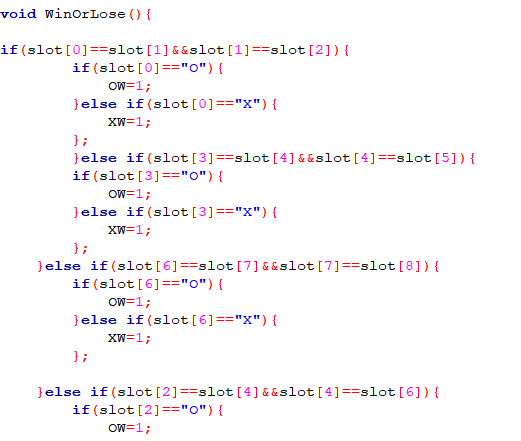 void WinOrLose(){
if(slot[0]==slot[1]&&slot[1]==slot[2]){
if(slot[0]=="O"){
OW=1;
}else if(slot[0]=="X"){
XW=1;
};
}else if(slot[3]==slot[4]&&slot[4]==slot[5]){
if(slot[3]=="O"){
OW=1;
}else if(slot[3]=="X"){
XW=1;
};
}else if(slot[6]==slot[7]&&slot[7]==slot[8]){
if(slot[6]=="O"){
OW=1;
}else if(slot[6]=="X"){
XW=1;
};
}else if(slot[2]==slot[4]&&slot[4]==slot[6]){
if(slot[2]=="O"){
OW=1;